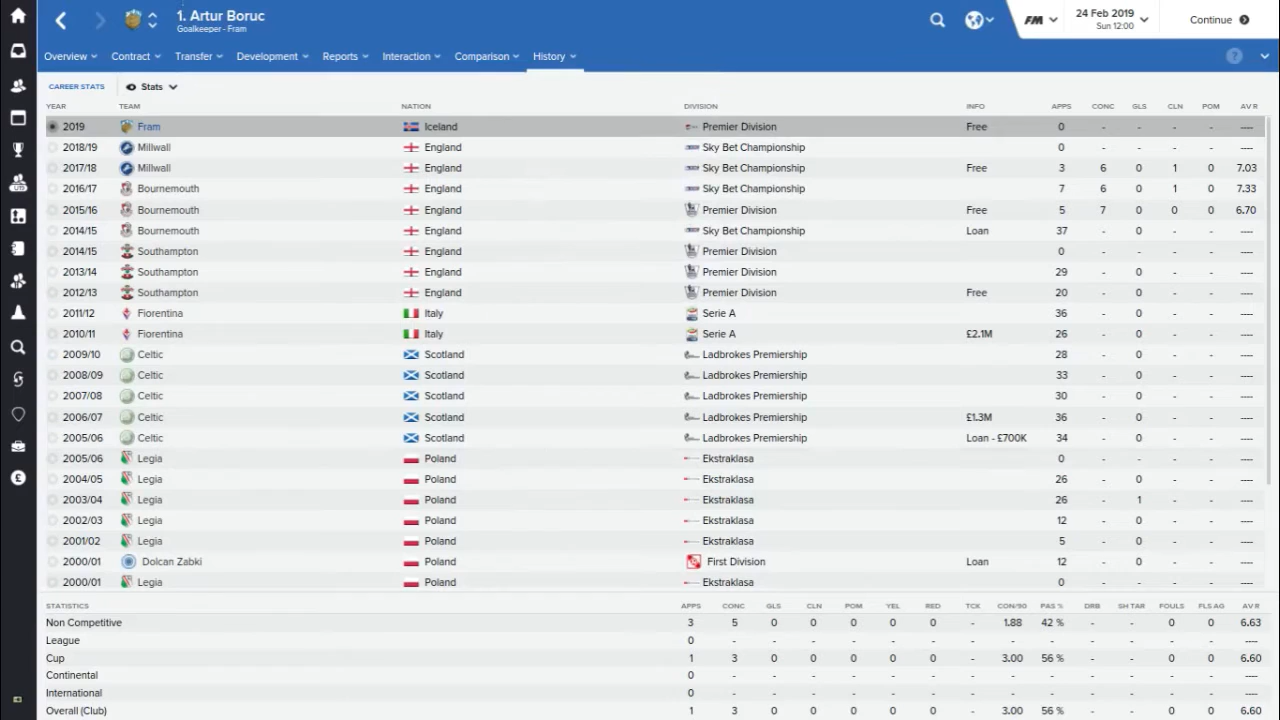 1. Artur Boruc
Goalkeeper - Fram
FM
24 Feb 2019
Sun 12:00
Continue
Overview Contract Transfer Development Reports Interaction Comparison History ?
CAREER STATS Stats
YEAR TEAM NATION DIVISION INFO APPS CONC GLS CLN POM AV R
2019 Fram Iceland Premier Division Free 0 - - - - ----
2018/19 Millwall England Sky Bet Championship 0 - - - - ----
2017/18 Millwall England Sky Bet Championship Free 3 6 0 1 0 7.03
2016/17 Bournemouth England Sky Bet Championship 7 6 0 1 0 7.33
2015/16 Bournemouth England Premier Division Free 5 7 0 0 0 6.70
2014/15 Bournemouth England Sky Bet Championship Loan 37 - 0 - - ----
2014/15 Southampton England Premier Division 0 - 0 - - ----
2013/14 Southampton England Premier Division 29 - 0 - - ----
2012/13 Southampton England Premier Division Free 20 - 0 - - ----
2011/12 Fiorentina Italy Serie A 36 - 0 - - ----
2010/11 Fiorentina Italy Serie A £2.1M 26 - 0 - - ----
2009/10 Celtic Scotland Ladbrokes Premiership 28 - 0 - - ----
2008/09 Celtic Scotland Ladbrokes Premiership 33 - 0 - - ----
2007/08 Celtic Scotland Ladbrokes Premiership 30 - 0 - - ----
2006/07 Celtic Scotland Ladbrokes Premiership £1.3M 36 - 0 - - ----
2005/06 Celtic Scotland Ladbrokes Premiership Loan - £700K 34 - 0 - - ----
2005/06 Legia Poland Ekstraklasa 0 - 0 - - ----
2004/05 Legia Poland Ekstraklasa 26 - 0 - - ----
2003/04 Legia Poland Ekstraklasa 26 - 1 - - ----
2002/03 Legia Poland Ekstraklasa 12 - 0 - - ----
2001/02 Legia Poland Ekstraklasa 5 - 0 - - ----
2000/01 Dolcan Zabki Poland First Division Loan 12 - 0 - - ----
2000/01 Legia Poland Ekstraklasa 0 - 0 - - ----
STATISTICS APPS CONC GLS CLN POM YEL RED TCK CON/90 PAS % DRB SH TAR FOULS FLS AG AV R
Non Competitive 3 5 0 0 0 0 0 - 1.88 42 % - - 0 0 6.63
League 0 - - - - - - - - - - - - - ----
Cup 1 3 0 0 0 0 0 - 3.00 56 % - - 0 0 6.60
Continental 0 - - - - - - - - - - - - - ----
International 0 - - - - - - - - - - - - - ----
Overall (Club) 1 3 0 0 0 0 0 - 3.00 56 % - - 0 0 6.60